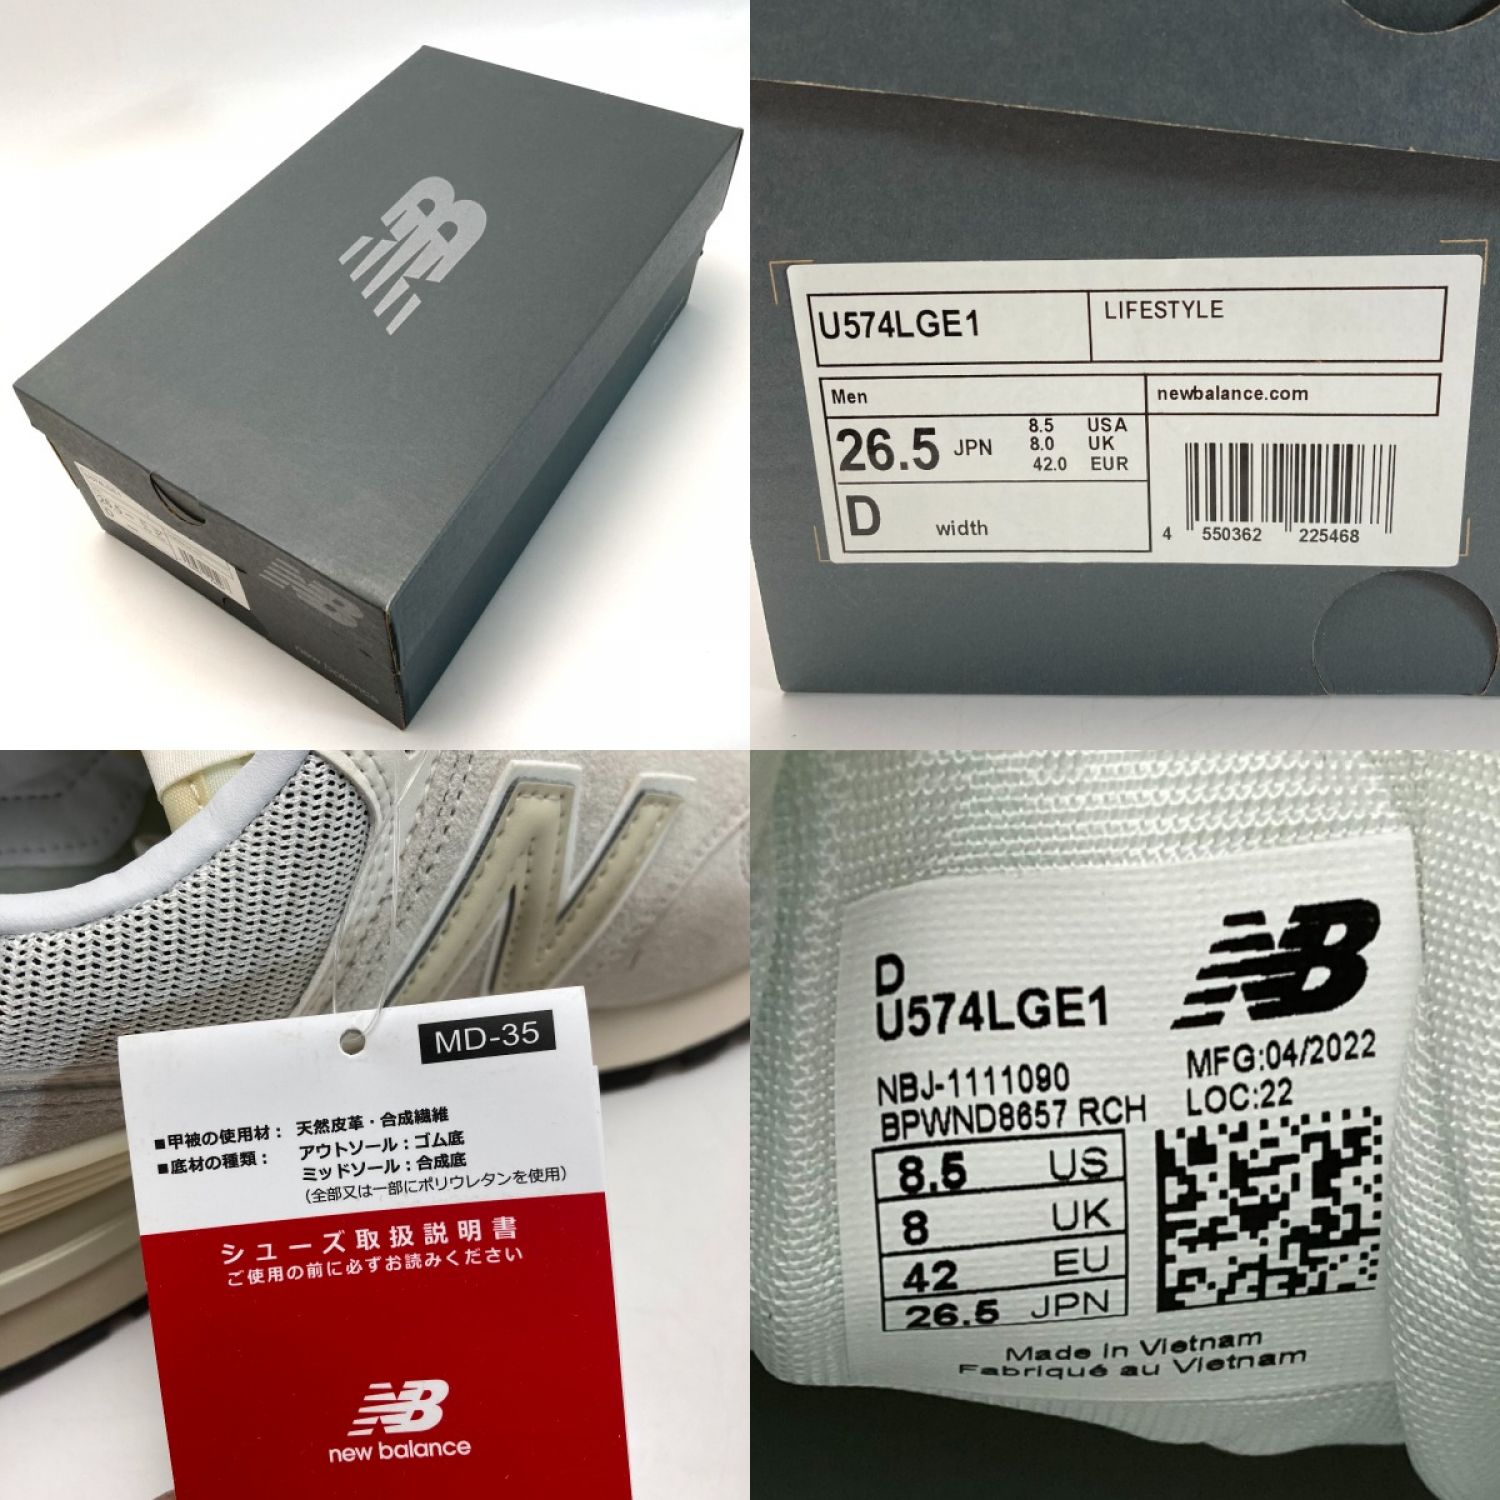 U574LGE1
LIFESTYLE
Men
newbalance.com
26.5 JPN
8.5 USA
8.0 UK
42.0 EUR
D width
4 550362 225468
new balance
MD-35
■甲被の使用材： 天然皮革・合成繊維
■底材の種類： アウトソール：ゴム底
ミッドソール：合成底
（全部又は一部にポリウレタンを使用）
シューズ取扱説明書
ご使用の前に必ずお読みください
NB
new balance
D
U574LGE1
NB
NBJ-1111090
MFG:04/2022
BPWND8657 RCH
LOC:22
8.5 US
8 UK
42 EU
26.5 JPN
Made in Vietnam
Fabriqué au Vietnam